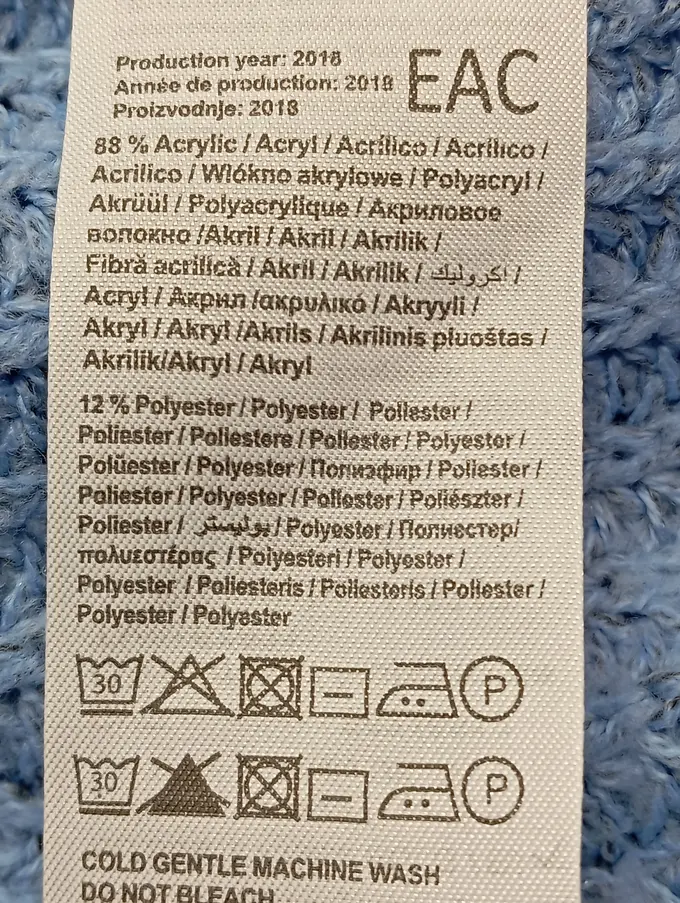 Production year: 2018
Année de production: 2018
Proizvodnje: 2018
EAC
88 % Acrylic / Acryl / Acrílico / Acrilico /
Acrilico / Wlókno akrylowe / Polyacryl /
Akrüül / Polyacrylique / Акриловое
волокно /Akril / Akril / Akrilik /
Fibră acrilică / Akril / Akrilik / اكروليك /
Acryl / Акрил /ακρυλικό / Akryyli /
Akryl / Akryl /Akrils / Akrilinis pluoštas /
Akrilik/Akryl / Akryl
12 % Polyester / Polyester / Poliester /
Poliester / Poliestere / Poliester / Polyester /
Polüester / Polyester / Полиэфир / Poliester /
Poliester / Polyester / Poliester / Poliészter /
Poliester / بوليستر / Polyester / Полиестер/
πολυεστέρας / Polyesteri / Polyester /
Polyester / Poliesteris / Poliesteris / Poliester /
Polyester / Polyester
30 P
30 P
COLD GENTLE MACHINE WASH
DO NOT BLEACH